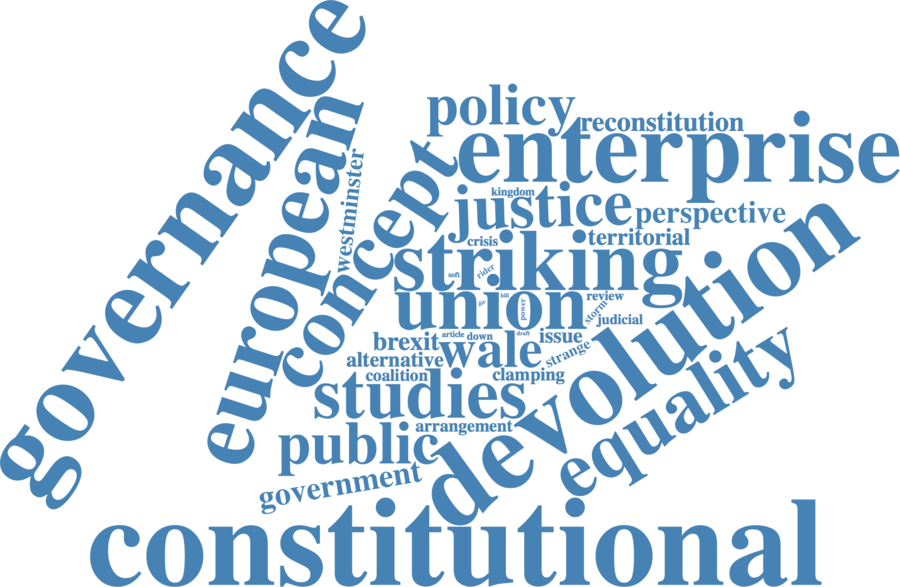 governance
european
westminster
concept
policy
reconstitution
enterprise
kingdom
justice
perspective
crisis
territorial
striking
soft
rider
union
bill
power
review
storm
judicial
draft
brexit
article
down
issue
wale
strange
alternative
coalition
clamping
studies
devolution
equality
arrangement
public
government
constitutional